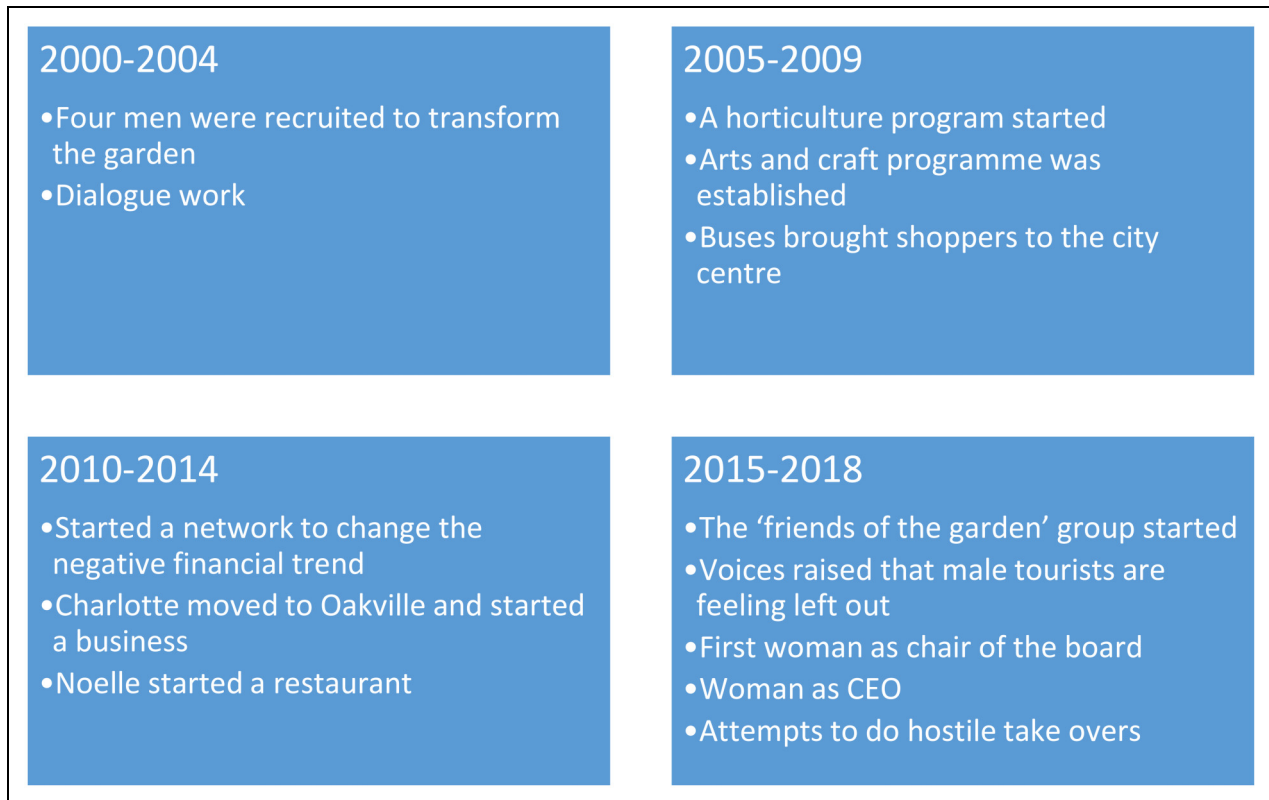 2000-2004
•Four men were recruited to transform
the garden
•Dialogue work
2005-2009
•A horticulture program started
•Arts and craft programme was
established
•Buses brought shoppers to the city
centre
2010-2014
•Started a network to change the
negative financial trend
•Charlotte moved to Oakville and started
a business
•Noelle started a restaurant
2015-2018
•The ‘friends of the garden’ group started
•Voices raised that male tourists are
feeling left out
•First woman as chair of the board
•Woman as CEO
•Attempts to do hostile take overs